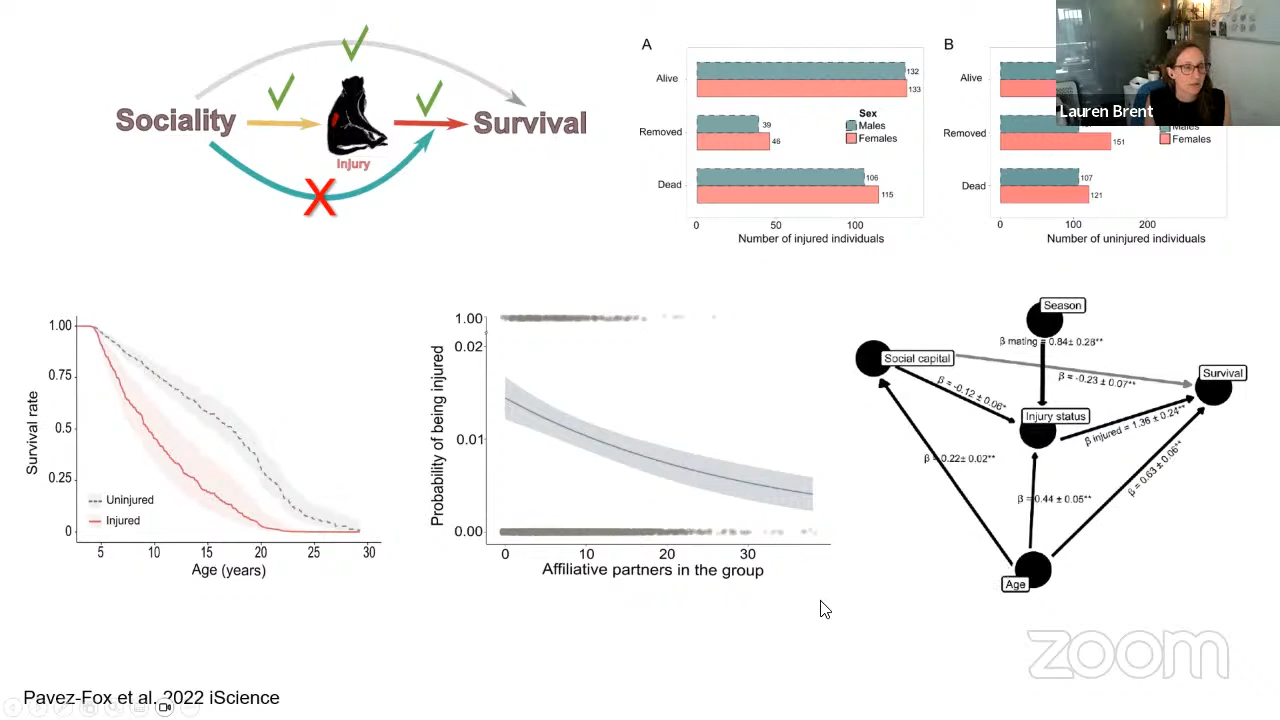 Sociality
Injury
Survival
A
Alive
Removed
Dead
132
133
39
46
106
115
Sex
Males
Females
0
50
100
Number of injured individuals
B
Alive
Removed
Dead
151
107
121
Males
Females
0
100
200
Number of uninjured individuals
Lauren Brent
Survival rate
1.00
0.75
0.5
0.25
0
Uninjured
Injured
5
10
15
20
25
30
Age (years)
Probability of being injured
1.00
0.02
0.01
0.00
0
10
20
30
Affiliative partners in the group
Season
β mating = 0.84± 0.28**
Social capital
β = -0.23 ± 0.07**
Survival
β = -0.12 ± 0.06*
Injury status
β injured = 1.36 ± 0.24**
β = 0.22± 0.02**
β = 0.44 ± 0.05**
β = 0.63 ± 0.06**
Age
zoom
Pavez-Fox et al. 2022 iScience